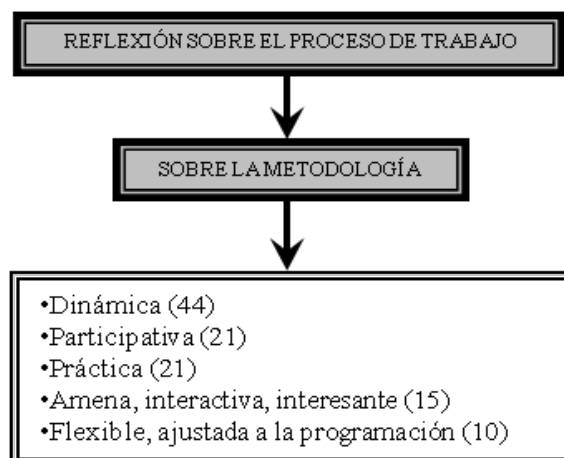 REFLEXIÓN SOBRE EL PROCESO DE TRABAJO
SOBRE LA METODOLOGÍA
•Dinámica (44)
•Participativa (21)
•Práctica (21)
•Amena, interactiva, interesante (15)
•Flexible, ajustada a la programación (10)